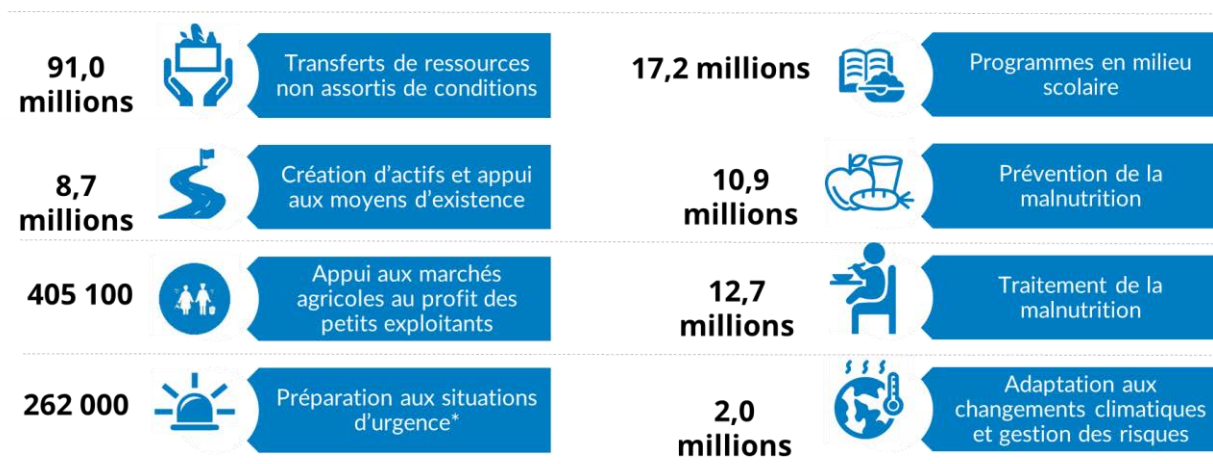 91,0
millions
Transferts de ressources
non assortis de conditions
17,2 millions
Programmes en milieu
scolaire
8,7
millions
Création d'actifs et appui
aux moyens d'existence
10,9
millions
Prévention de la
malnutrition
405 100
Appui aux marchés
agricoles au profit des
petits exploitants
12,7
millions
Traitement de la
malnutrition
262 000
Préparation aux situations
d'urgence*
2,0
millions
Adaptation aux
changements climatiques
et gestion des risques